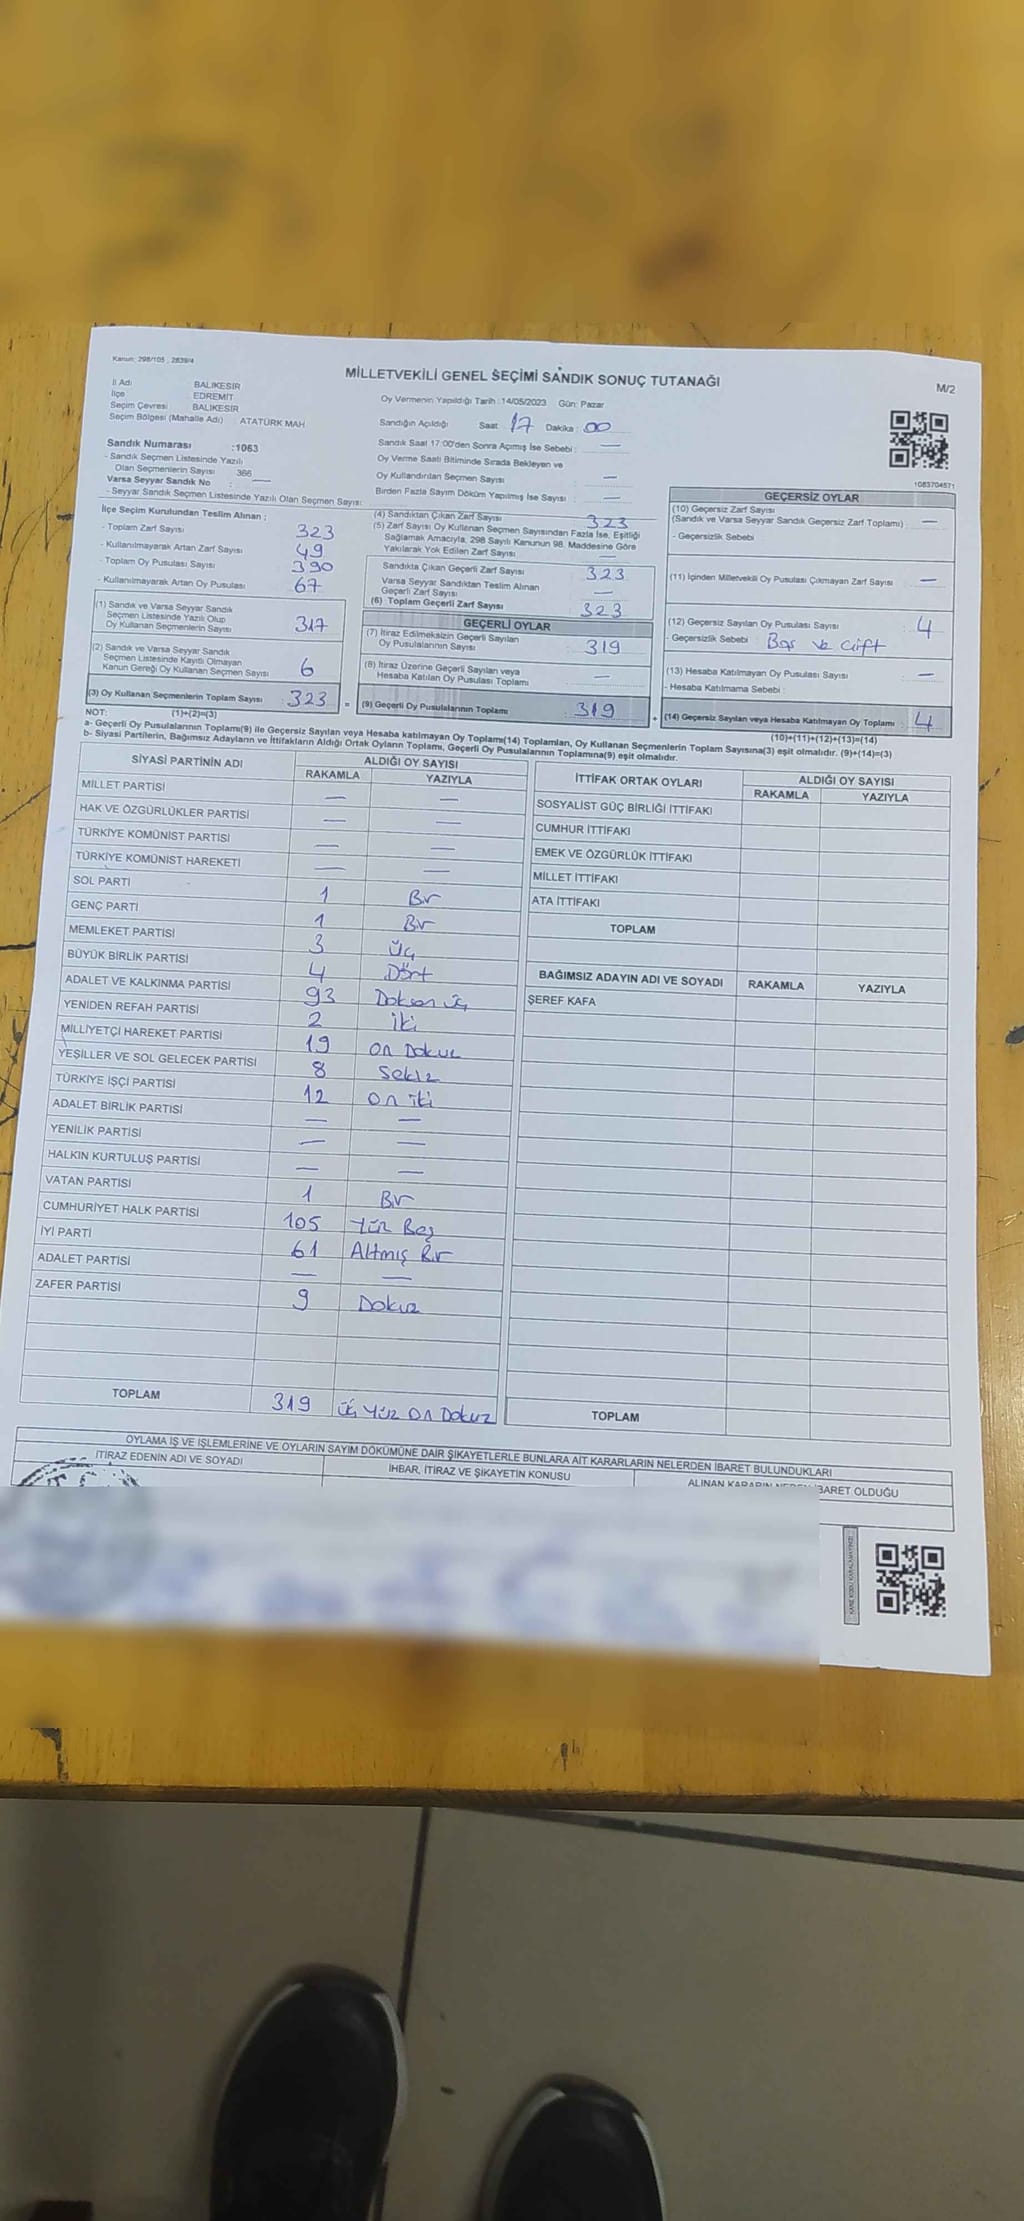 Kanun: 298/105 , 2839/4
MİLLETVEKİLİ GENEL SEÇİMİ SANDIK SONUÇ TUTANAĞI
M/2
İl Adı BALIKESİR
İlçe EDREMİT
Seçim Çevresi BALIKESİR
Seçim Bölgesi (Mahalle Adı) ATATÜRK MAH
Oy Vermenin Yapıldığı Tarih :14/05/2023 Gün: Pazar
Sandığın Açıldığı Saat 17 Dakika : 00
Sandık Saat 17:00'den Sonra Açımış İse Sebebi : —
Oy Verme Saati Bitiminde Sırada Bekleyen ve
Oy Kullandırılan Seçmen Sayısı : —
Birden Fazla Sayım Döküm Yapılmış İse Sayısı : —
1083704571
Sandık Numarası :1063
- Sandık Seçmen Listesinde Yazılı
Olan Seçmenlerin Sayısı 366
Varsa Seyyar Sandık No : —
- Seyyar Sandık Seçmen Listesinde Yazılı Olan Seçmen Sayısı:
İlçe Seçim Kurulundan Teslim Alınan ;
- Toplam Zarf Sayısı 323
- Kullanılmayarak Artan Zarf Sayısı 49
- Toplam Oy Pusulası Sayısı 390
- Kullanılmayarak Artan Oy Pusulası 67
(1) Sandık ve Varsa Seyyar Sandık
Seçmen Listesinde Yazılı Olup
Oy Kullanan Seçmenlerin Sayısı 317
(2) Sandık ve Varsa Seyyar Sandık
Seçmen Listesinde Kayıtlı Olmayan
Kanun Gereği Oy Kullanan Seçmen Sayısı 6
(3) Oy Kullanan Seçmenlerin Toplam Sayısı : 323 =
(1)+(2)=(3)
(4) Sandıktan Çıkan Zarf Sayısı 323
(5) Zarf Sayısı Oy Kullanan Seçmen Sayısından Fazla İse, Eşitliği
Sağlamak Amacıyla, 298 Sayılı Kanunun 98. Maddesine Göre
Yakılarak Yok Edilen Zarf Sayısı —
Sandıkta Çıkan Geçerli Zarf Sayısı : 323
Varsa Seyyar Sandıktan Teslim Alınan
Geçerli Zarf Sayısı —
(6) Toplam Geçerli Zarf Sayısı 323
GEÇERLİ OYLAR
(7) İtiraz Edilmeksizin Geçerli Sayılan
Oy Pusulalarının Sayısı : 319
(8) İtiraz Üzerine Geçerli Sayılan veya
Hesaba Katılan Oy Pusulası Toplamı : —
(9) Geçerli Oy Pusulalarının Toplamı : 319 +
GEÇERSİZ OYLAR
(10) Geçersiz Zarf Sayısı
(Sandık ve Varsa Seyyar Sandık Geçersiz Zarf Toplamı) : —
- Geçersizlik Sebebi
(11) İçinden Milletvekili Oy Pusulası Çıkmayan Zarf Sayısı : —
(12) Geçersiz Sayılan Oy Pusulası Sayısı : 4
- Geçersizlik Sebebi : Boş ve Çift
(13) Hesaba Katılmayan Oy Pusulası Sayısı : —
- Hesaba Katılmama Sebebi :
(14) Geçersiz Sayılan veya Hesaba Katılmayan Oy Toplamı : 4
(10)+(11)+(12)+(13)=(14)
NOT:
a- Geçerli Oy Pusulalarının Toplamı(9) ile Geçersiz Sayılan veya Hesaba katılmayan Oy Toplamı(14) Toplamları, Oy Kullanan Seçmenlerin Toplam Sayısına(3) eşit olmalıdır. (9)+(14)=(3)
b- Siyasi Partilerin, Bağımsız Adayların ve İttifakların Aldığı Ortak Oyların Toplamı, Geçerli Oy Pusulalarının Toplamına(9) eşit olmalıdır.
SİYASİ PARTİNİN ADI ALDIĞI OY SAYISI
RAKAMLA YAZIYLA
MİLLET PARTİSİ — —
HAK VE ÖZGÜRLÜKLER PARTİSİ — —
TÜRKİYE KOMÜNİST PARTİSİ — —
TÜRKİYE KOMÜNİST HAREKETİ — —
SOL PARTİ 1 Bir
GENÇ PARTİ 1 Bir
MEMLEKET PARTİSİ 3 Üç
BÜYÜK BİRLİK PARTİSİ 4 Dört
ADALET VE KALKINMA PARTİSİ 93 Doksan üç
YENİDEN REFAH PARTİSİ 2 iki
MİLLİYETÇİ HAREKET PARTİSİ 19 On Dokuz
YEŞİLLER VE SOL GELECEK PARTİSİ 8 Sekiz
TÜRKİYE İŞÇİ PARTİSİ 12 On iki
ADALET BİRLİK PARTİSİ — —
YENİLİK PARTİSİ — —
HALKIN KURTULUŞ PARTİSİ — —
VATAN PARTİSİ 1 Bir
CUMHURİYET HALK PARTİSİ 105 Yüz Beş
İYİ PARTİ 61 Altmış Bir
ADALET PARTİSİ — —
ZAFER PARTİSİ 9 Dokuz
TOPLAM 319 üç Yüz On Dokuz
İTTİFAK ORTAK OYLARI ALDIĞI OY SAYISI
RAKAMLA YAZIYLA
SOSYALİST GÜÇ BİRLİĞİ İTTİFAKI
CUMHUR İTTİFAKI
EMEK VE ÖZGÜRLÜK İTTİFAKI
MİLLET İTTİFAKI
ATA İTTİFAKI
TOPLAM
BAĞIMSIZ ADAYIN ADI VE SOYADI RAKAMLA YAZIYLA
ŞEREF KAFA
TOPLAM
OYLAMA İŞ VE İŞLEMLERİNE VE OYLARIN SAYIM DÖKÜMÜNE DAİR ŞİKAYETLERLE BUNLARA AİT KARARLARIN NELERDEN İBARET BULUNDUKLARI
İTİRAZ EDENİN ADI VE SOYADI
İHBAR, İTİRAZ VE ŞİKAYETİN KONUSU
ALINAN KARARIN NEDEN İBARET OLDUĞU